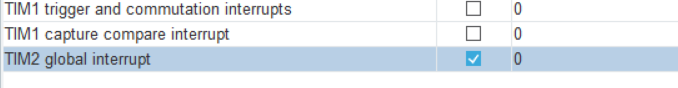 TIM1 trigger and commutation interrupts 0
TIM1 capture compare interrupt 0
TIM2 global interrupt 0